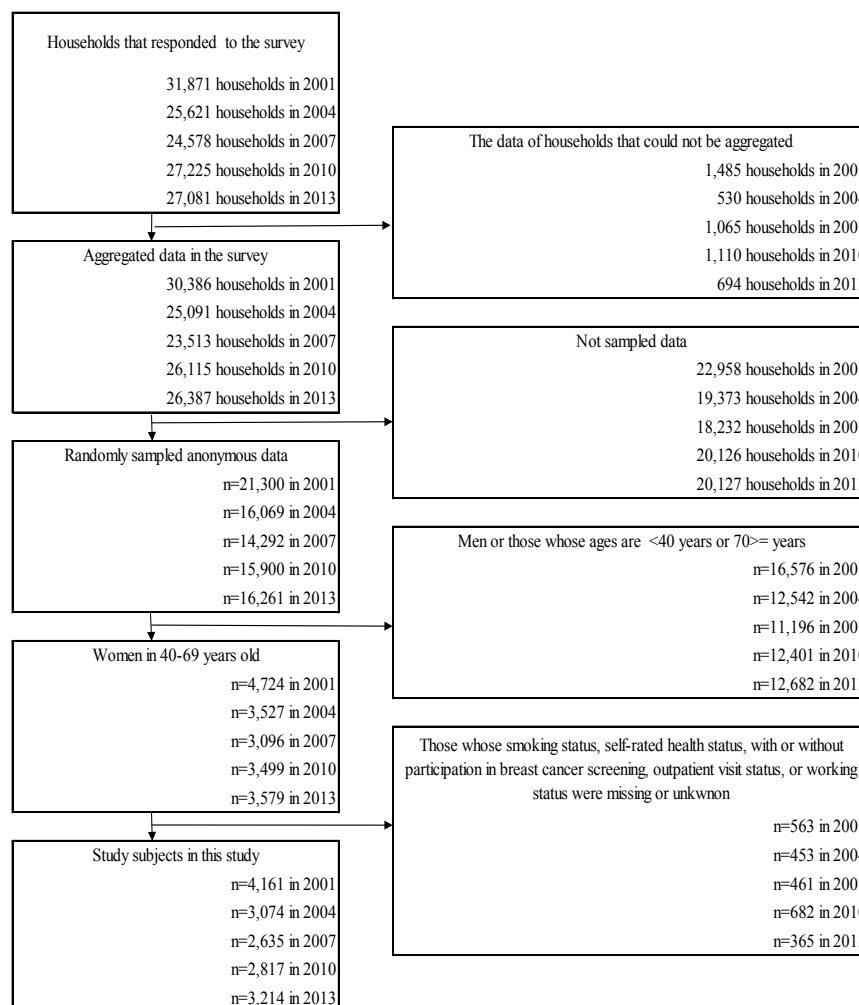 Households that responded to the survey
31,871 households in 2001
25,621 households in 2004
24,578 households in 2007
27,225 households in 2010
27,081 households in 2013
The data of households that could not be aggregated
1,485 households in 200
530 households in 200
1,065 households in 200
1,110 households in 201
694 households in 201
Aggregated data in the survey
30,386 households in 2001
25,091 households in 2004
23,513 households in 2007
26,115 households in 2010
26,387 households in 2013
Not sampled data
22,958 households in 200
19,373 households in 200
18,232 households in 200
20,126 households in 201
20,127 households in 201
Randomly sampled anonymous data
n=21,300 in 2001
n=16,069 in 2004
n=14,292 in 2007
n=15,900 in 2010
n=16,261 in 2013
Men or those whose ages are <40 years or 70>= years
n=16,576 in 200
n=12,542 in 200
n=11,196 in 200
n=12,401 in 201
n=12,682 in 201
Women in 40-69 years old
n=4,724 in 2001
n=3,527 in 2004
n=3,096 in 2007
n=3,499 in 2010
n=3,579 in 2013
Those whose smoking status, self-rated health status, with or without
participation in breast cancer screening, outpatient visit status, or working
status were missing or unkwnon
n=563 in 200
n=453 in 200
n=461 in 200
n=682 in 201
n=365 in 201
Study subjects in this study
n=4,161 in 2001
n=3,074 in 2004
n=2,635 in 2007
n=2,817 in 2010
n=3,214 in 2013